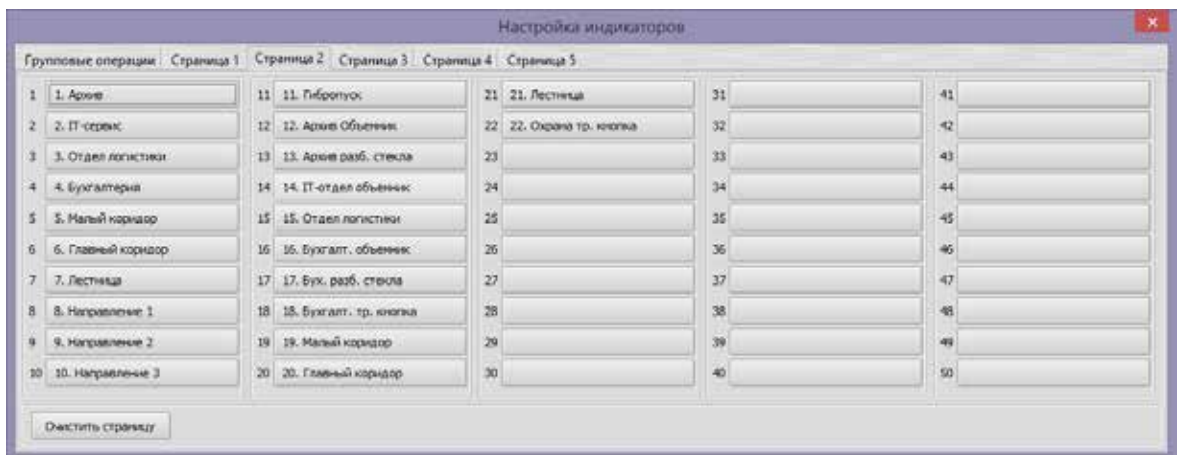 Настройка индикаторов
Групповые операции Страница 1 Страница 2 Страница 3 Страница 4 Страница 5
1 1. Архив
2 2. IT-сервис
3 3. Отдел логистики
4 4. Бухгалтерия
5 5. Малый коридор
6 6. Главный коридор
7 7. Лестница
8 8. Направление 1
9 9. Направление 2
10 10. Направление 3
11 11. Гибропуск
12 12. Архив Объемник
13 13. Архив разб. стекла
14 14. IT-отдел объемник
15 15. Отдел логистики
16 16. Бухгалт. объемник
17 17. Бух. разб. стекла
18 18. Бухгалт. тр. кнопка
19 19. Малый коридор
20 20. Главный коридор
21 21. Лестница
22 22. Охрана тр. кнопка
23
24
25
26
27
28
29
30
31
32
33
34
35
36
37
38
39
40
41
42
43
44
45
46
47
48
49
50
Очистить страницу